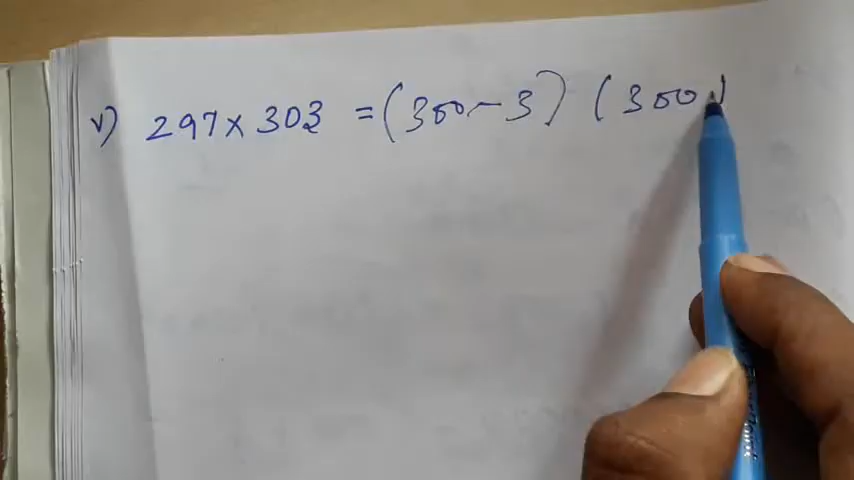 v) 297 x 303 = (300 - 3) (300